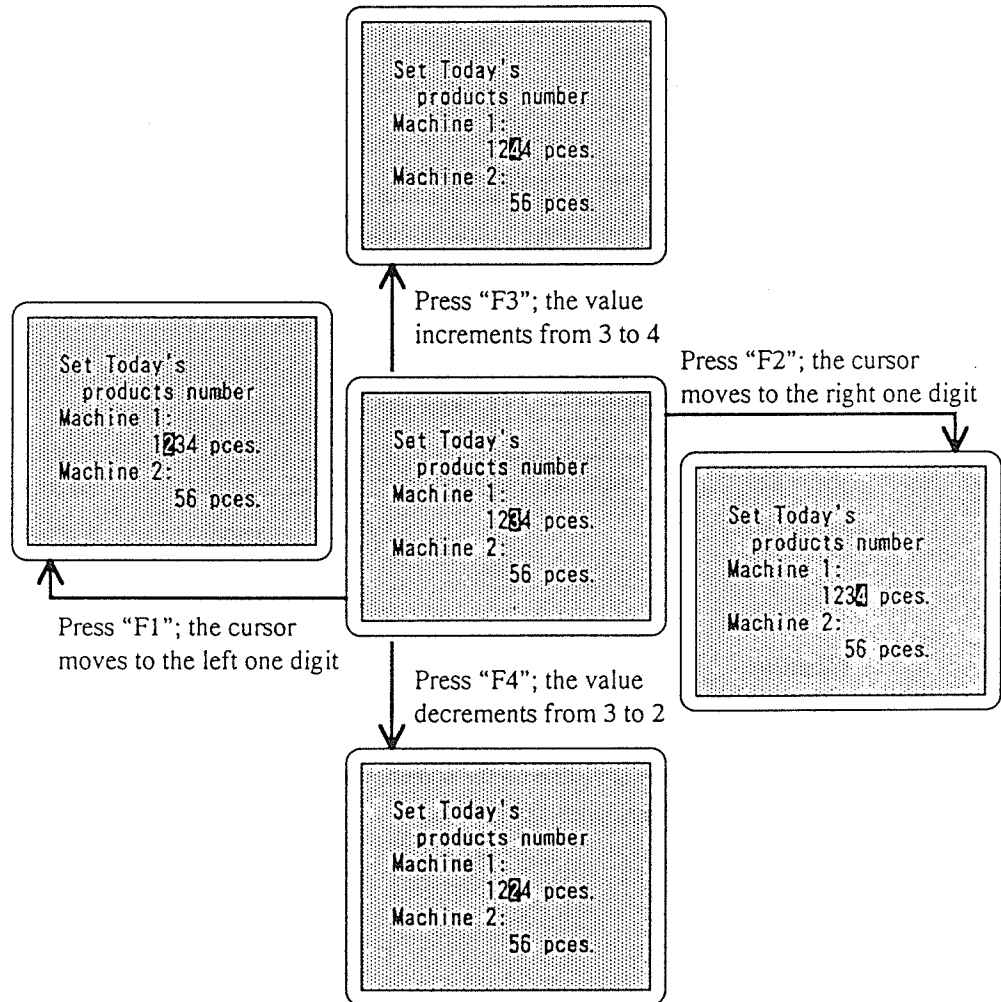 Set Today's
products number
Machine 1:
1244 pces.
Machine 2:
56 pces.
Press “F3”; the value
increments from 3 to 4
Set Today's
products number
Machine 1:
1234 pces.
Machine 2:
56 pces.
Press “F2”; the cursor
moves to the right one digit
Set Today's
products number
Machine 1:
1234 pces.
Machine 2:
56 pces.
Set Today's
products number
Machine 1:
1234 pces.
Machine 2:
56 pces.
Press “F1”; the cursor
moves to the left one digit
Press “F4”; the value
decrements from 3 to 2
Set Today's
products number
Machine 1:
1224 pces.
Machine 2:
56 pces.